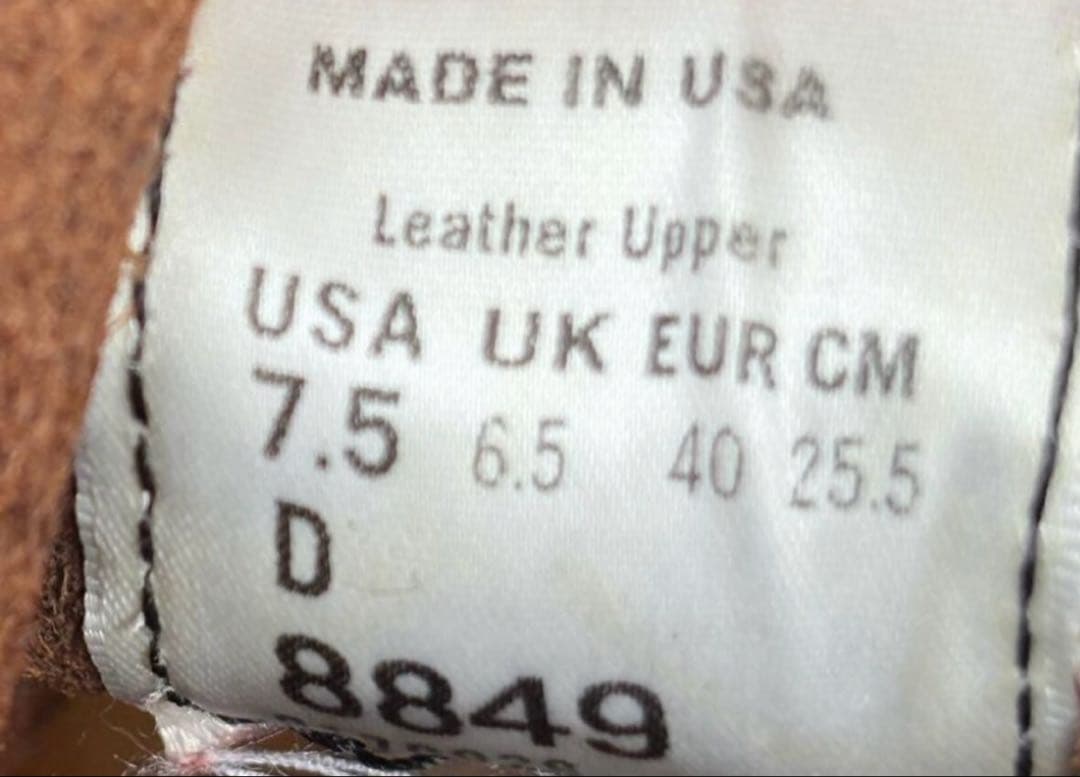 MADE IN USA
Leather Upper
USA UK EUR CM
7.5 6.5 40 25.5
D
8849